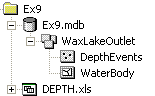 Ex9
Ex9.mdb
WaxLakeOutlet
DepthEvents
WaterBody
DEPTH.xls